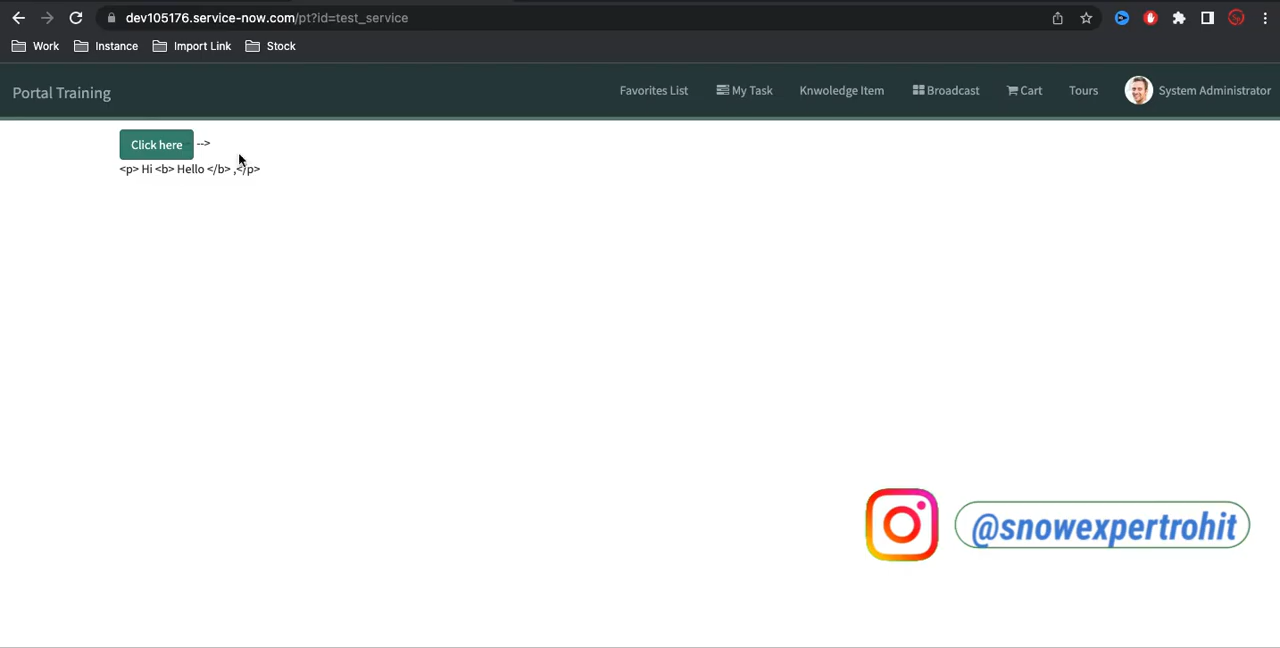 dev105176.service-now.com/pt?id=test_service
Work Instance Import Link Stock
Portal Training Favorites List My Task Knwoledge Item Broadcast Cart Tours System Administrator
Click here -->
<p> Hi <b> Hello </b> ,</p>
@snowexpertrohit